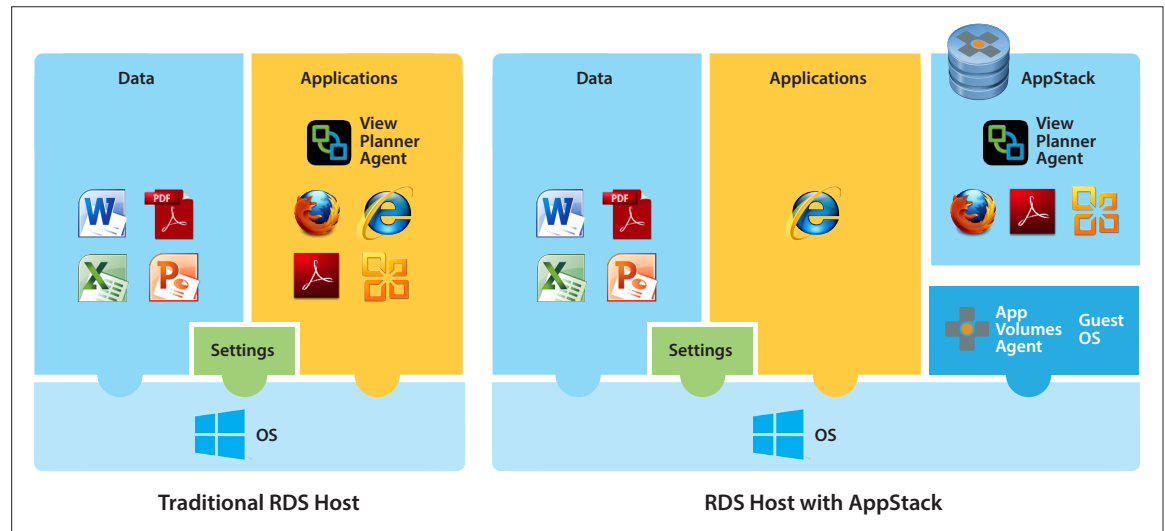 Data
Applications
View
Planner
Agent
W
PDF
X
P
Settings
OS
Traditional RDS Host
Data
Applications
AppStack
View
Planner
Agent
W
PDF
X
P
Settings
App
Volumes
Agent
Guest
OS
OS
RDS Host with AppStack